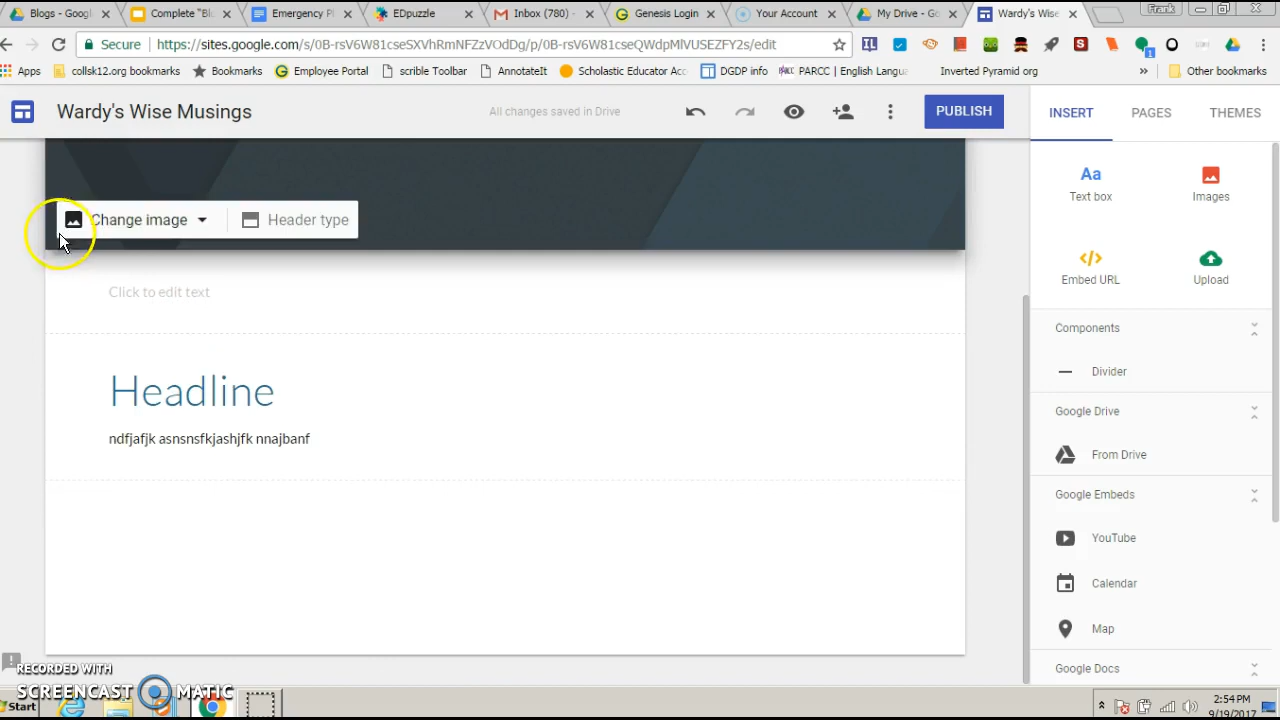 Blogs - Googl
Complete "Bl
Emergency Pl
EDpuzzle
Inbox (780) -
Genesis Login
Your Account
My Drive - Go
Wardy's Wise
Frank
Secure
https://sites.google.com/s/0B-rsV6W81cseSXVhRmNFZzVOdDg/p/0B-rsV6W81cseQWdpMlVUSEZFY2s/edit
Apps
collsk12.org bookmarks
Bookmarks
Employee Portal
scrible Toolbar
AnnotateIt
Scholastic Educator Acc
DGDP info
PARCC | English Langua
Inverted Pyramid org
»
Other bookmarks
Wardy's Wise Musings
All changes saved in Drive
PUBLISH
INSERT
PAGES
THEMES
Change image
Header type
Click to edit text
Headline
ndfjafjk asnsnsfkjashjfk nnajbanf
Aa
Text box
Images
Embed URL
Upload
Components
Divider
Google Drive
From Drive
Google Embeds
YouTube
Calendar
Map
Google Docs
RECORDED WITH
SCREENCAST MATIC
Start
2:54 PM
9/19/2017